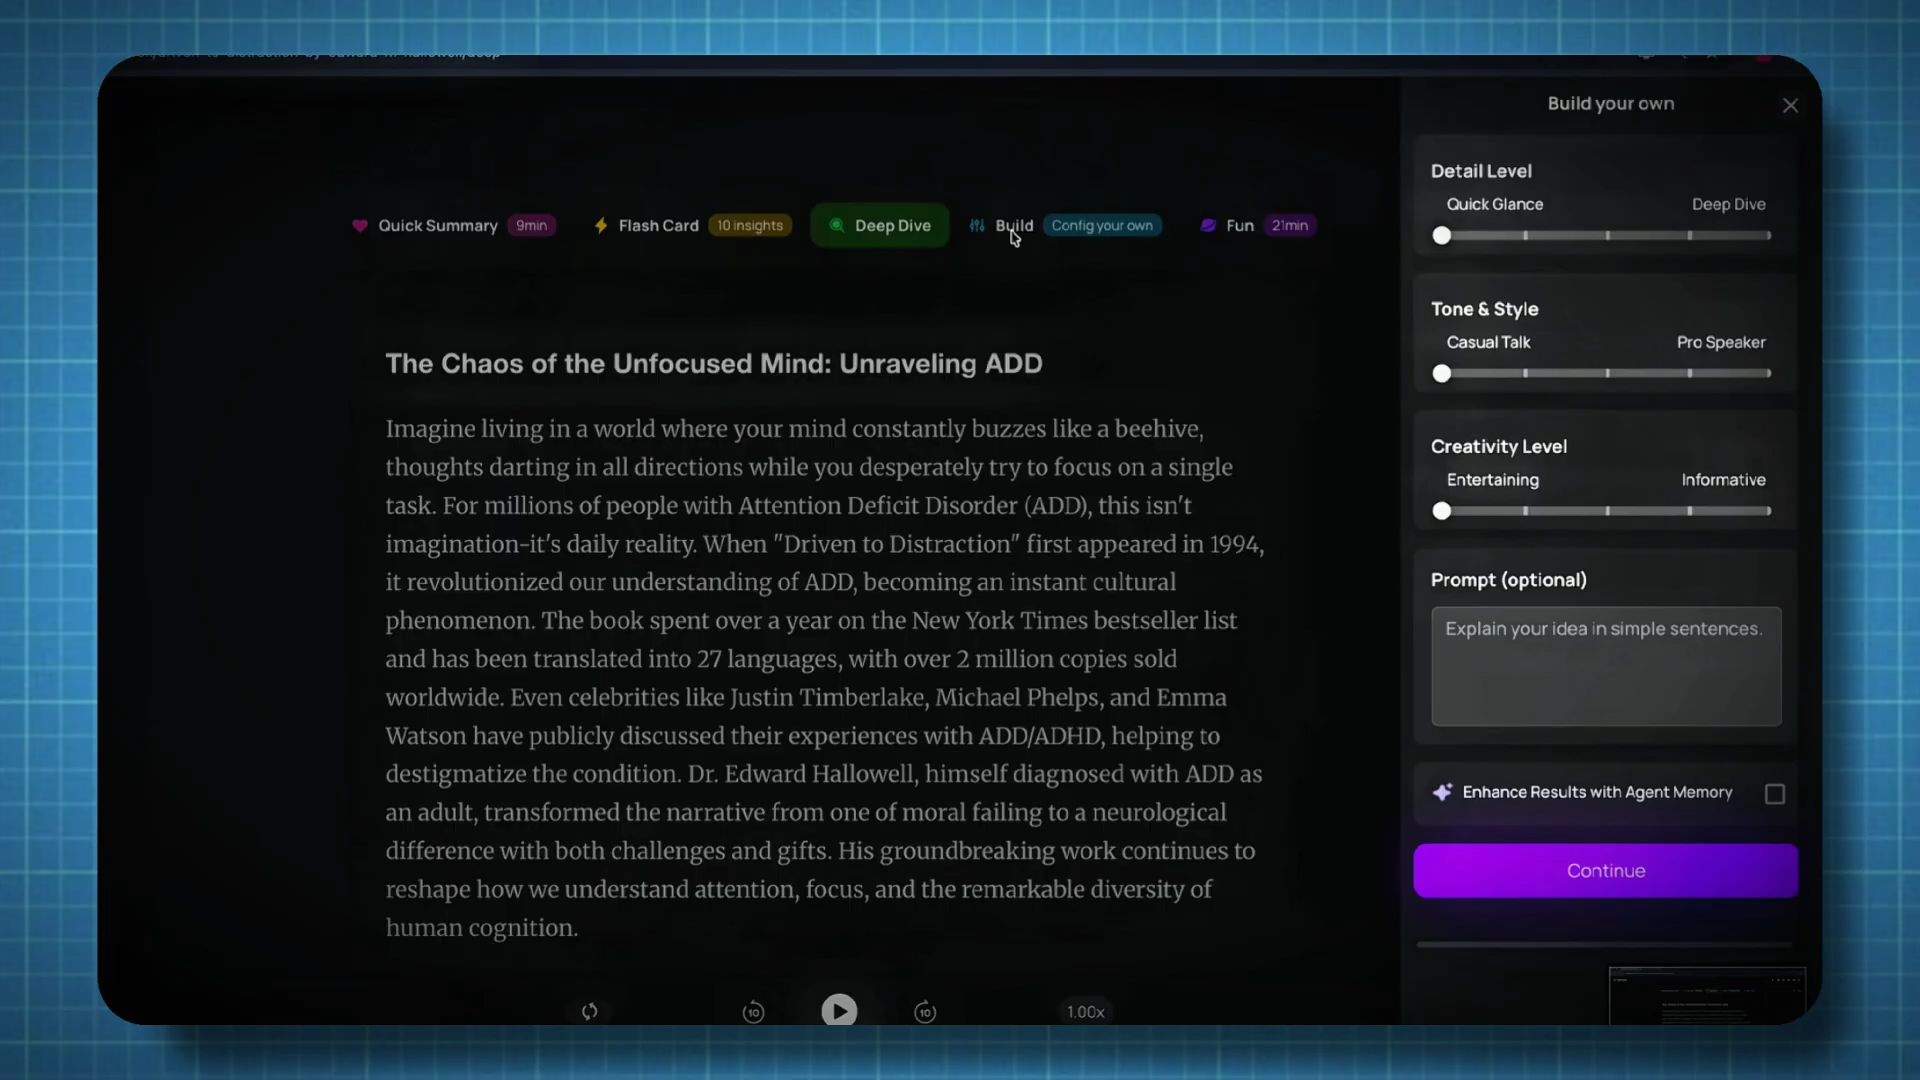 Build your own
Quick Summary 9min Flash Card 10 insights Deep Dive Build Config your own Fun 21min
The Chaos of the Unfocused Mind: Unraveling ADD
Imagine living in a world where your mind constantly buzzes like a beehive,
thoughts darting in all directions while you desperately try to focus on a single
task. For millions of people with Attention Deficit Disorder (ADD), this isn't
imagination-it's daily reality. When "Driven to Distraction" first appeared in 1994,
it revolutionized our understanding of ADD, becoming an instant cultural
phenomenon. The book spent over a year on the New York Times bestseller list
and has been translated into 27 languages, with over 2 million copies sold
worldwide. Even celebrities like Justin Timberlake, Michael Phelps, and Emma
Watson have publicly discussed their experiences with ADD/ADHD, helping to
destigmatize the condition. Dr. Edward Hallowell, himself diagnosed with ADD as
an adult, transformed the narrative from one of moral failing to a neurological
difference with both challenges and gifts. His groundbreaking work continues to
reshape how we understand attention, focus, and the remarkable diversity of
human cognition.
10 10 1.00x
Detail Level
Quick Glance Deep Dive
Tone & Style
Casual Talk Pro Speaker
Creativity Level
Entertaining Informative
Prompt (optional)
Explain your idea in simple sentences.
Enhance Results with Agent Memory
Continue